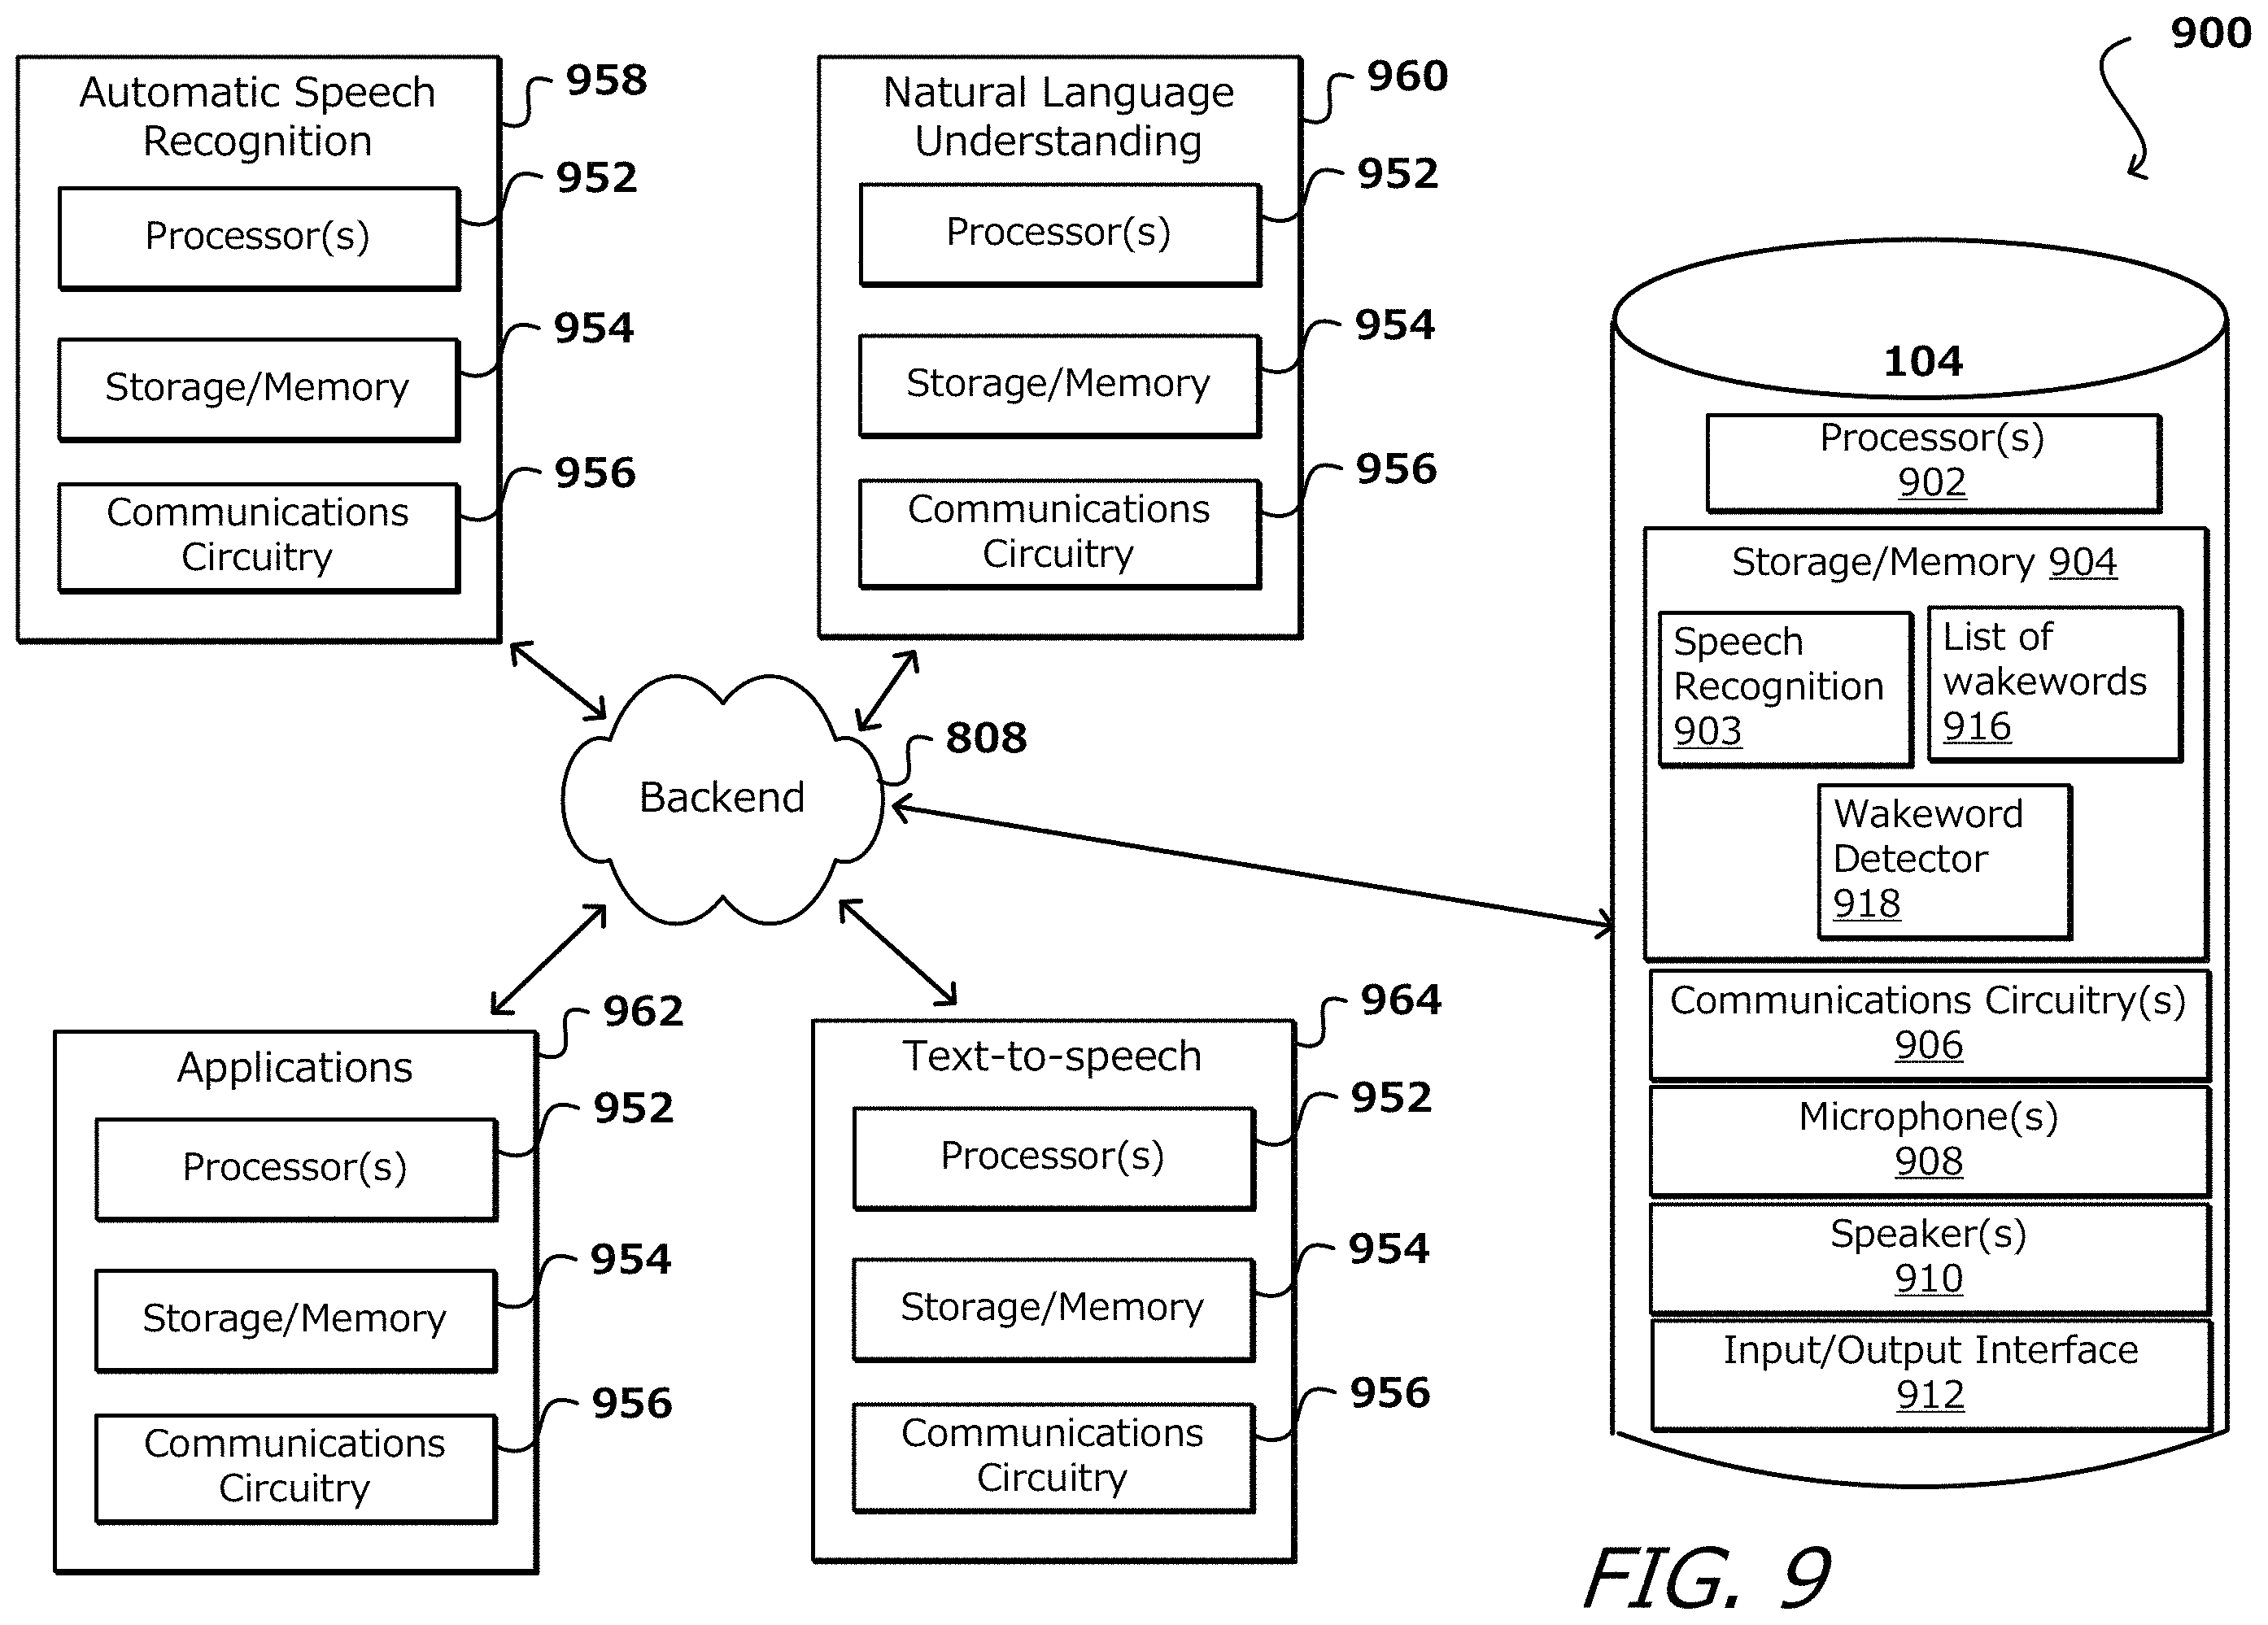 900
Automatic Speech
Recognition
958
Processor(s)
952
Storage/Memory
954
Communications
Circuitry
956
Natural Language
Understanding
960
Processor(s)
952
Storage/Memory
954
Communications
Circuitry
956
Backend
808
Applications
962
Processor(s)
952
Storage/Memory
954
Communications
Circuitry
956
Text-to-speech
964
Processor(s)
952
Storage/Memory
954
Communications
Circuitry
956
104
Processor(s)
902
Storage/Memory 904
Speech
Recognition
903
List of
wakewords
916
Wakeword
Detector
918
Communications Circuitry(s)
906
Microphone(s)
908
Speaker(s)
910
Input/Output Interface
912
FIG. 9